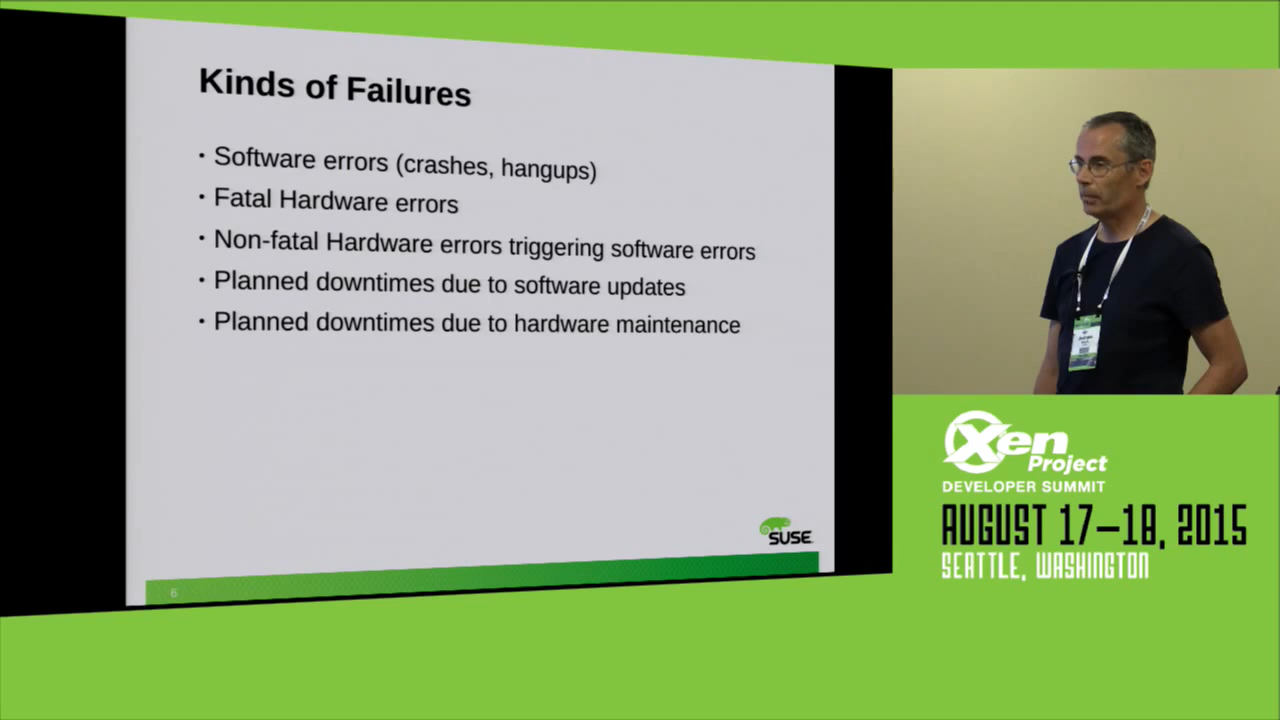 Kinds of Failures
• Software errors (crashes, hangups)
• Fatal Hardware errors
• Non-fatal Hardware errors triggering software errors
• Planned downtimes due to software updates
• Planned downtimes due to hardware maintenance
SUSE
6
Xen
Project
DEVELOPER SUMMIT
AUGUST 17–18, 2015
SEATTLE, WASHINGTON